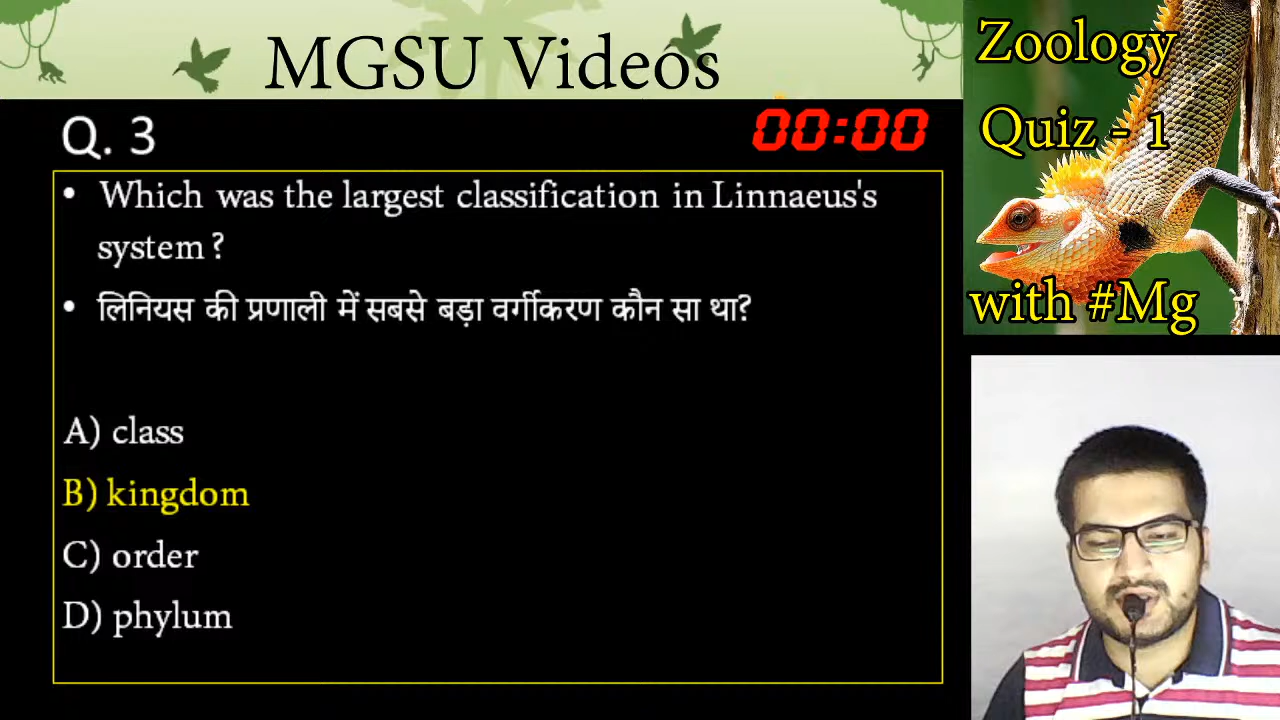 MGSU Videos
Zoology
Quiz - 1
with #Mg
Q. 3
00:00
• Which was the largest classification in Linnaeus's
system ?
• लिनियस की प्रणाली में सबसे बड़ा वर्गीकरण कौन सा था?
A) class
B) kingdom
C) order
D) phylum